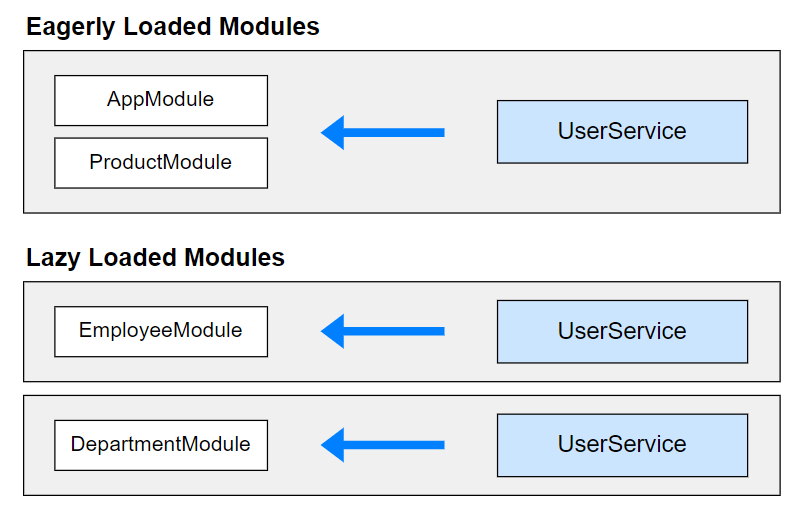 Eagerly Loaded Modules
AppModule
ProductModule
UserService
Lazy Loaded Modules
EmployeeModule
UserService
DepartmentModule
UserService